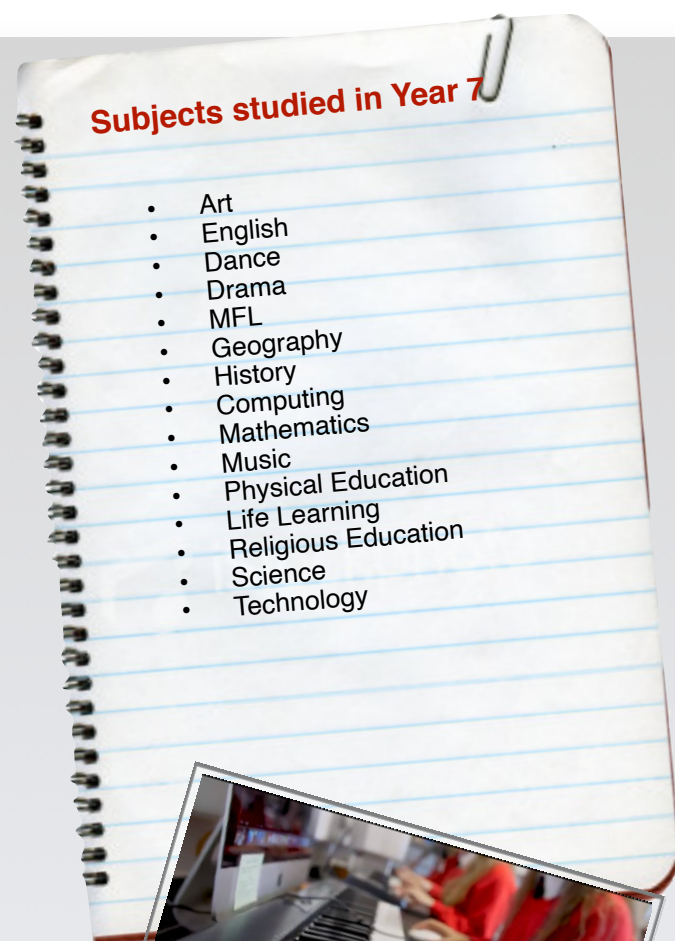 Subjects studied in Year 7
• Art
• English
• Dance
• Drama
• MFL
• Geography
• History
• Computing
• Mathematics
• Music
• Physical Education
• Life Learning
• Religious Education
• Science
• Technology